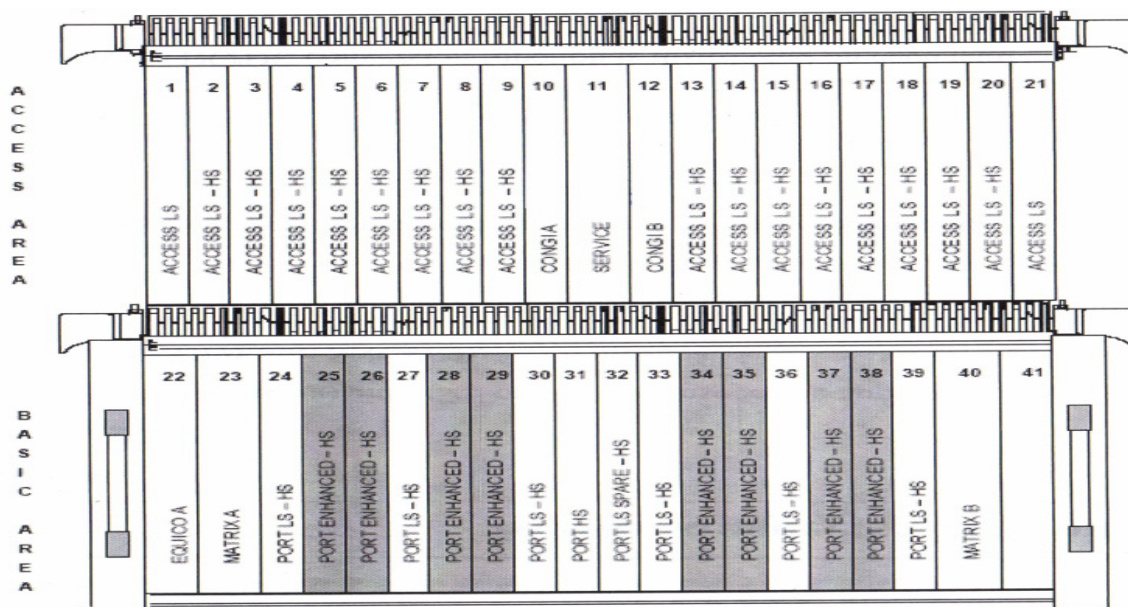 ACCESS AREA
1 2 3 4 5 6 7 8 9 10 11 12 13 14 15 16 17 18 19 20 21
ACCESS LS
ACCESS LS - HS
ACCESS LS - HS
ACCESS LS - HS
ACCESS LS - HS
ACCESS LS - HS
ACCESS LS - HS
ACCESS LS - HS
ACCESS LS - HS
CONGI A
SERVICE
CONGI B
ACCESS LS - HS
ACCESS LS - HS
ACCESS LS - HS
ACCESS LS - HS
ACCESS LS - HS
ACCESS LS - HS
ACCESS LS - HS
ACCESS LS - HS
ACCESS LS
BASIC AREA
22 23 24 25 26 27 28 29 30 31 32 33 34 35 36 37 38 39 40 41
EQUICO A
MATRIX A
PORT LS - HS
PORT ENHANCED - HS
PORT ENHANCED - HS
PORT LS - HS
PORT ENHANCED - HS
PORT ENHANCED - HS
PORT LS - HS
PORT HS
PORT LS SPARE - HS
PORT LS - HS
PORT ENHANCED - HS
PORT ENHANCED - HS
PORT LS - HS
PORT ENHANCED - HS
PORT ENHANCED - HS
PORT LS - HS
MATRIX B